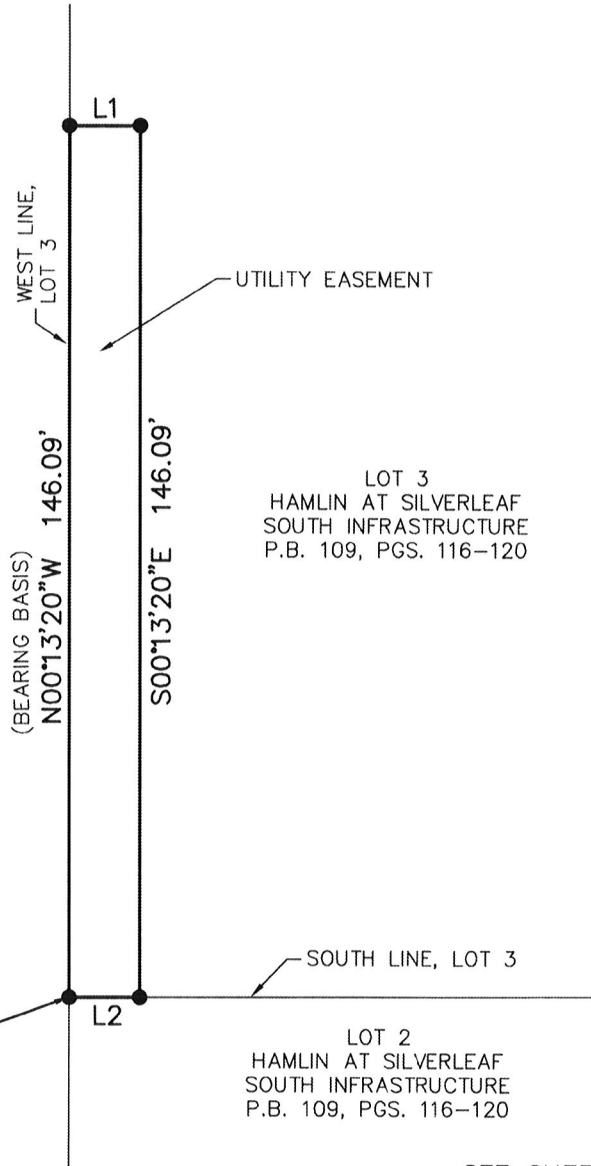 L1
WEST LINE,
LOT 3
UTILITY EASEMENT
(BEARING BASIS)
N00°13'20"W 146.09'
S00°13'20"E 146.09'
LOT 3
HAMLIN AT SILVERLEAF
SOUTH INFRASTRUCTURE
P.B. 109, PGS. 116-120
SOUTH LINE, LOT 3
L2
LOT 2
HAMLIN AT SILVERLEAF
SOUTH INFRASTRUCTURE
P.B. 109, PGS. 116-120